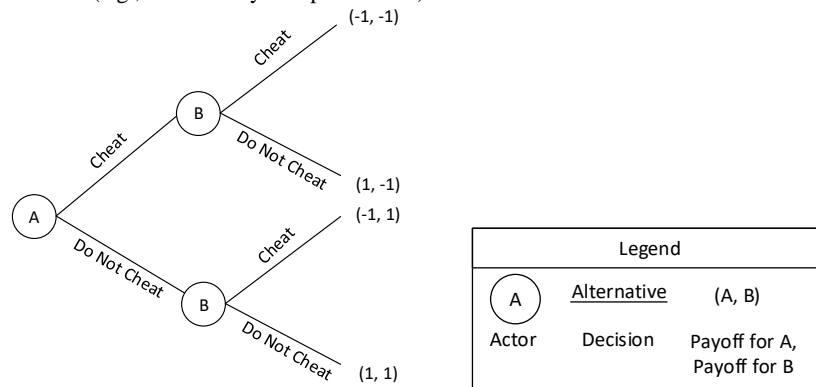 (-1, -1)
Cheat
B
Cheat
Do Not Cheat
(1, -1)
A
(-1, 1)
Cheat
Do Not Cheat
B
Do Not Cheat
(1, 1)
Legend
A
Alternative
(A, B)
Actor
Decision
Payoff for A,
Payoff for B